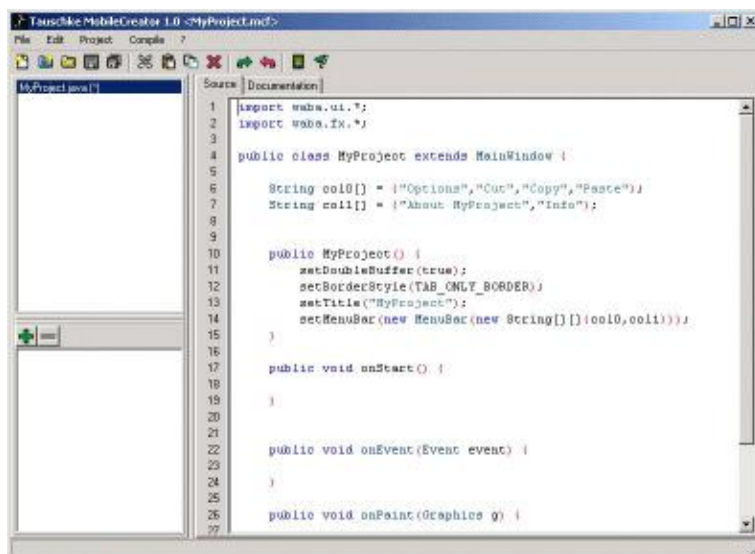 Tauschke MobileCreator 1.0 <MyProject.mcf>
File Edit Project Compile ?
MyProject.java [*]
Source Documentation
1 import waba.ui.*;
2 import waba.fx.*;
3
4 public class MyProject extends MainWindow {
5
6 String col0[] = {"Options","Cut","Copy","Paste"};
7 String col1[] = {"About MyProject","Info"};
8
9
10 public MyProject() {
11 setDoubleBuffer(true);
12 setBorderStyle(TAB_ONLY_BORDER);
13 setTitle("MyProject");
14 setMenuBar(new MenuBar(new String[][]{col0,col1}));
15 }
16
17 public void onStart() {
18
19 }
20
21
22 public void onEvent(Event event) {
23
24 }
25
26 public void onPaint(Graphics g) {
27